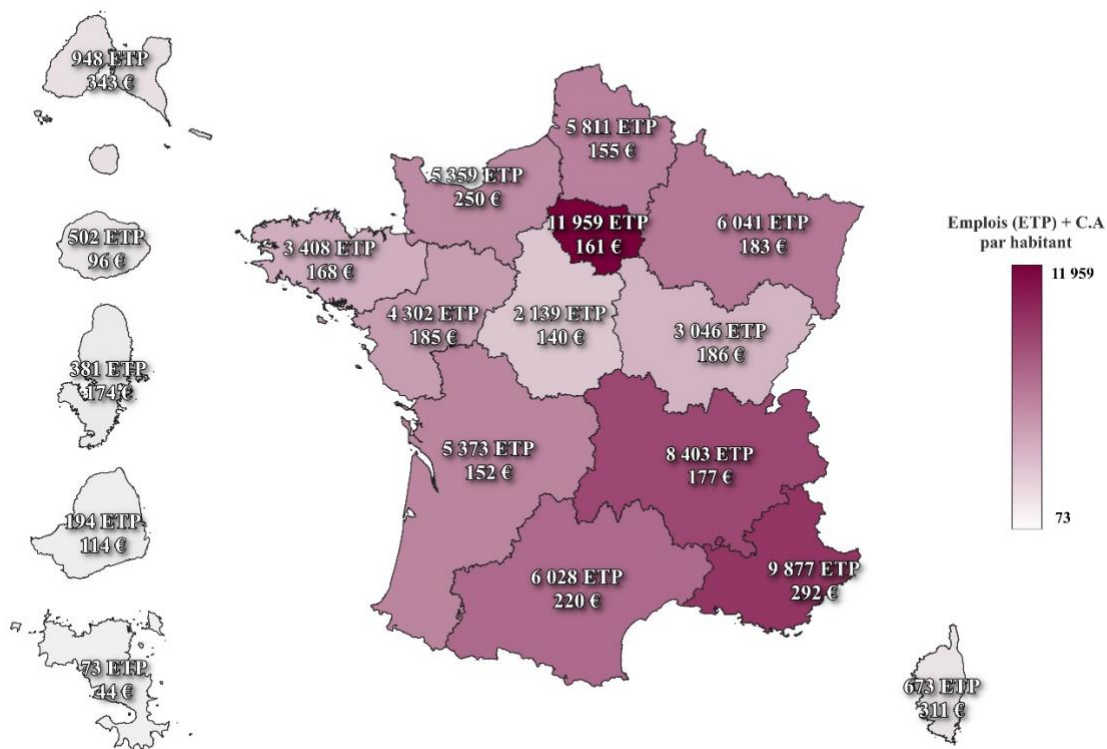 948 ETP
343 €
502 ETP
96 €
381 ETP
174 €
194 ETP
114 €
73 ETP
44 €
5 811 ETP
155 €
5 359 ETP
250 €
11 959 ETP
161 €
6 041 ETP
183 €
3 408 ETP
168 €
4 302 ETP
185 €
2 139 ETP
140 €
3 046 ETP
186 €
5 373 ETP
152 €
8 403 ETP
177 €
6 028 ETP
220 €
9 877 ETP
292 €
673 ETP
311 €
Emplois (ETP) + C.A
par habitant
11 959
73